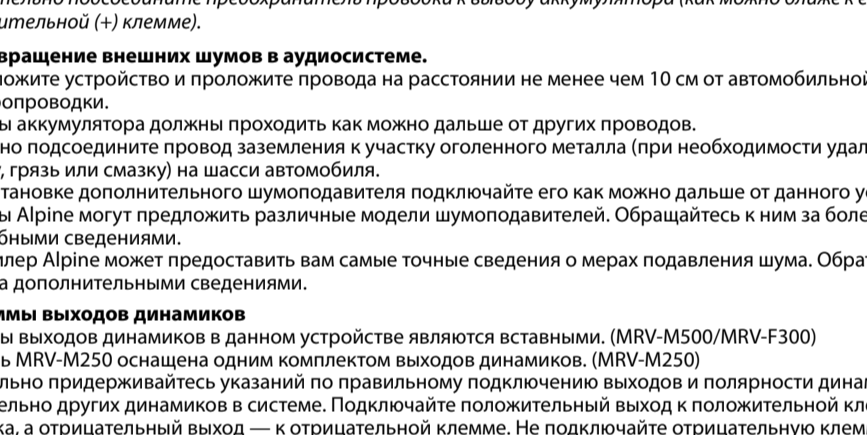 тельно подсоедините предохранитель проводки к выводу аккумулятора (как можно ближе к
ительной (+) клемме).
вращение внешних шумов в аудиосистеме.
ложите устройство и проложите провода на расстоянии не менее чем 10 см от автомобильной
ропроводки.
ы аккумулятора должны проходить как можно дальше от других проводов.
но подсоедините провод заземления к участку оголенного металла (при необходимости удал
, грязь или смазку) на шасси автомобиля.
тановке дополнительного шумоподавителя подключайте его как можно дальше от данного у
ы Alpine могут предложить различные модели шумоподавителей. Обращайтесь к ним за боле
бными сведениями.
илер Alpine может предоставить вам самые точные сведения о мерах подавления шума. Обрат
а дополнительными сведениями.
ммы выходов динамиков
ы выходов динамиков в данном устройстве являются вставными. (MRV-M500/MRV-F300)
ь MRV-M250 оснащена одним комплектом выходов динамиков. (MRV-M250)
льно придерживайтесь указаний по правильному подключению выходов и полярности дина
ельно других динамиков в системе. Подключайте положительный выход к положительной кл
ка, а отрицательный выход — к отрицательной клемме. Не подключайте отрицательную клем